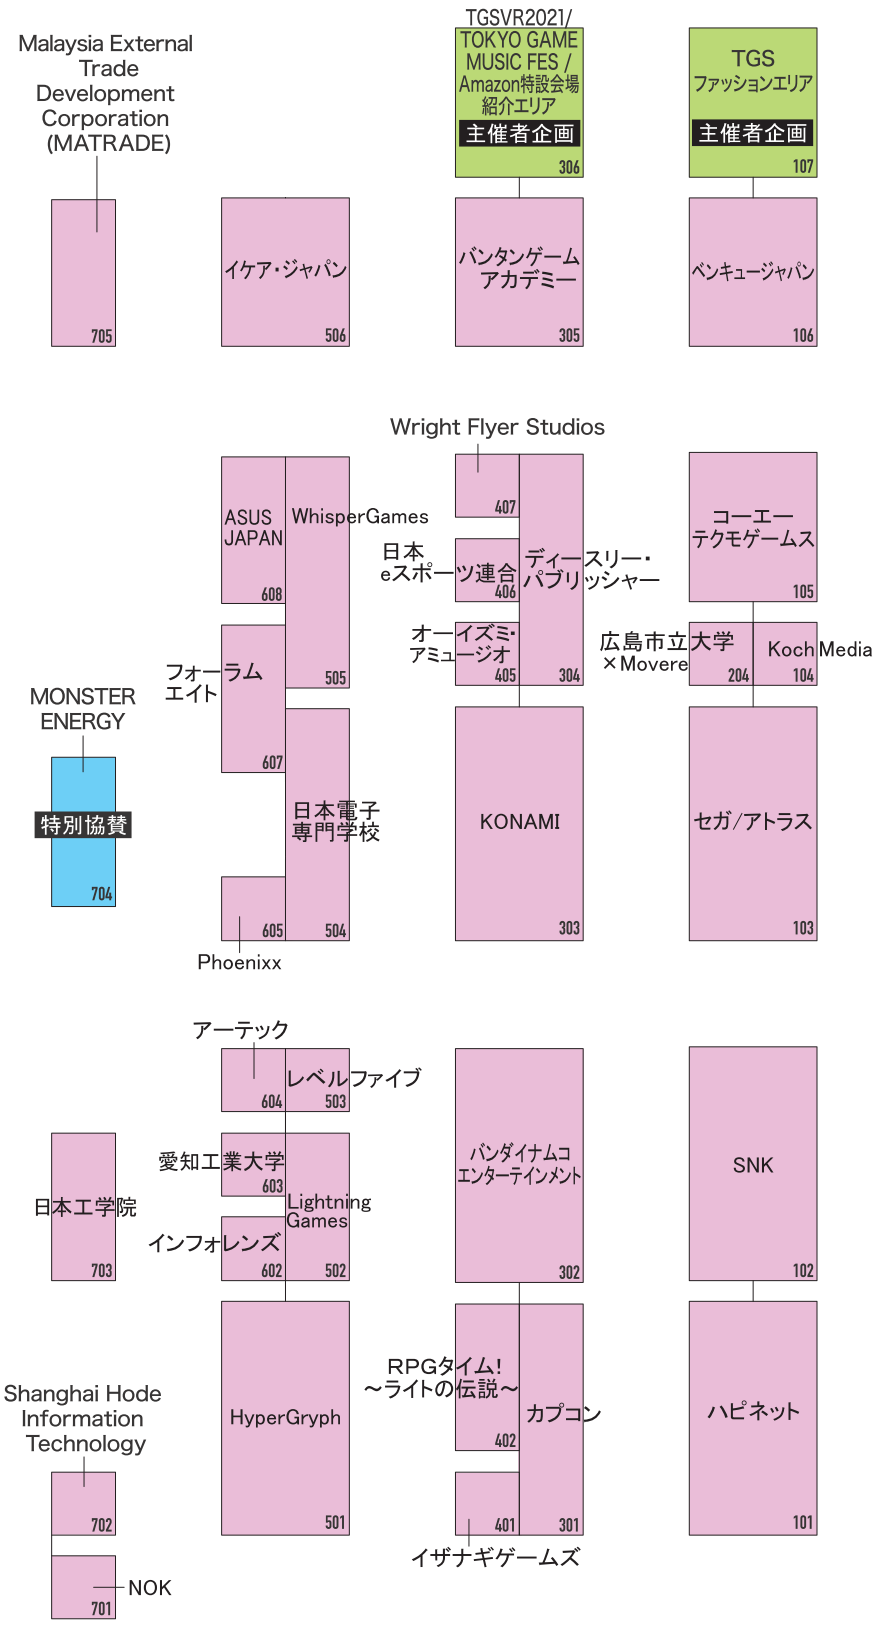 Malaysia External
Trade
Development
Corporation
(MATRADE)
705
イケア・ジャパン
506
TGSVR2021/
TOKYO GAME
MUSIC FES /
Amazon特設会場
紹介エリア
主催者企画
306
バンタンゲーム
アカデミー
305
TGS
ファッションエリア
主催者企画
107
ベンキュージャパン
106
ASUS
JAPAN
608
WhisperGames
505
フォーラム
エイト
607
日本電子
専門学校
504
605
Phoenixx
Wright Flyer Studios
407
日本
eスポーツ連合
406
オーイズミ・
アミュージオ
405
ディースリー・
パブリッシャー
304
KONAMI
303
コーエー
テクモゲームス
105
広島市立大学
×Movere
204
Koch Media
104
セガ/アトラス
103
MONSTER
ENERGY
特別協賛
704
アーテック
604
レベルファイブ
503
愛知工業大学
603
Lightning
Games
502
インフォレンズ
602
HyperGryph
501
日本工学院
703
バンダイナムコ
エンターテインメント
302
RPGタイム!
～ライトの伝説～
402
カプコン
301
401
イザナギゲームズ
SNK
102
ハピネット
101
Shanghai Hode
Information
Technology
702
NOK
701